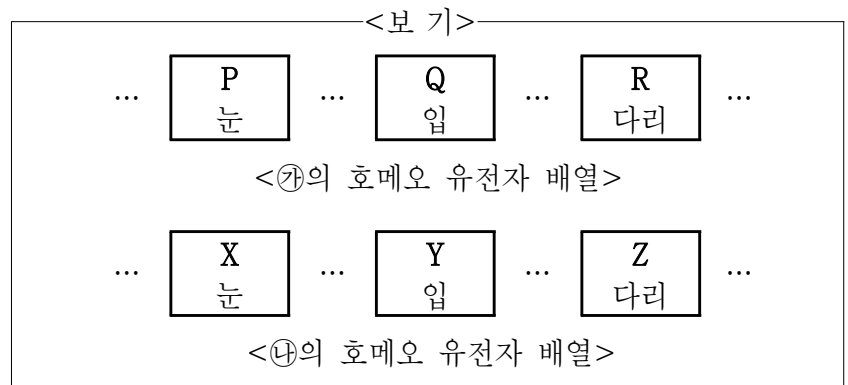 <보 기>
… P … Q … R …
눈 입 다리
<㉮의 호메오 유전자 배열>
… X … Y … Z …
눈 입 다리
<㉯의 호메오 유전자 배열>